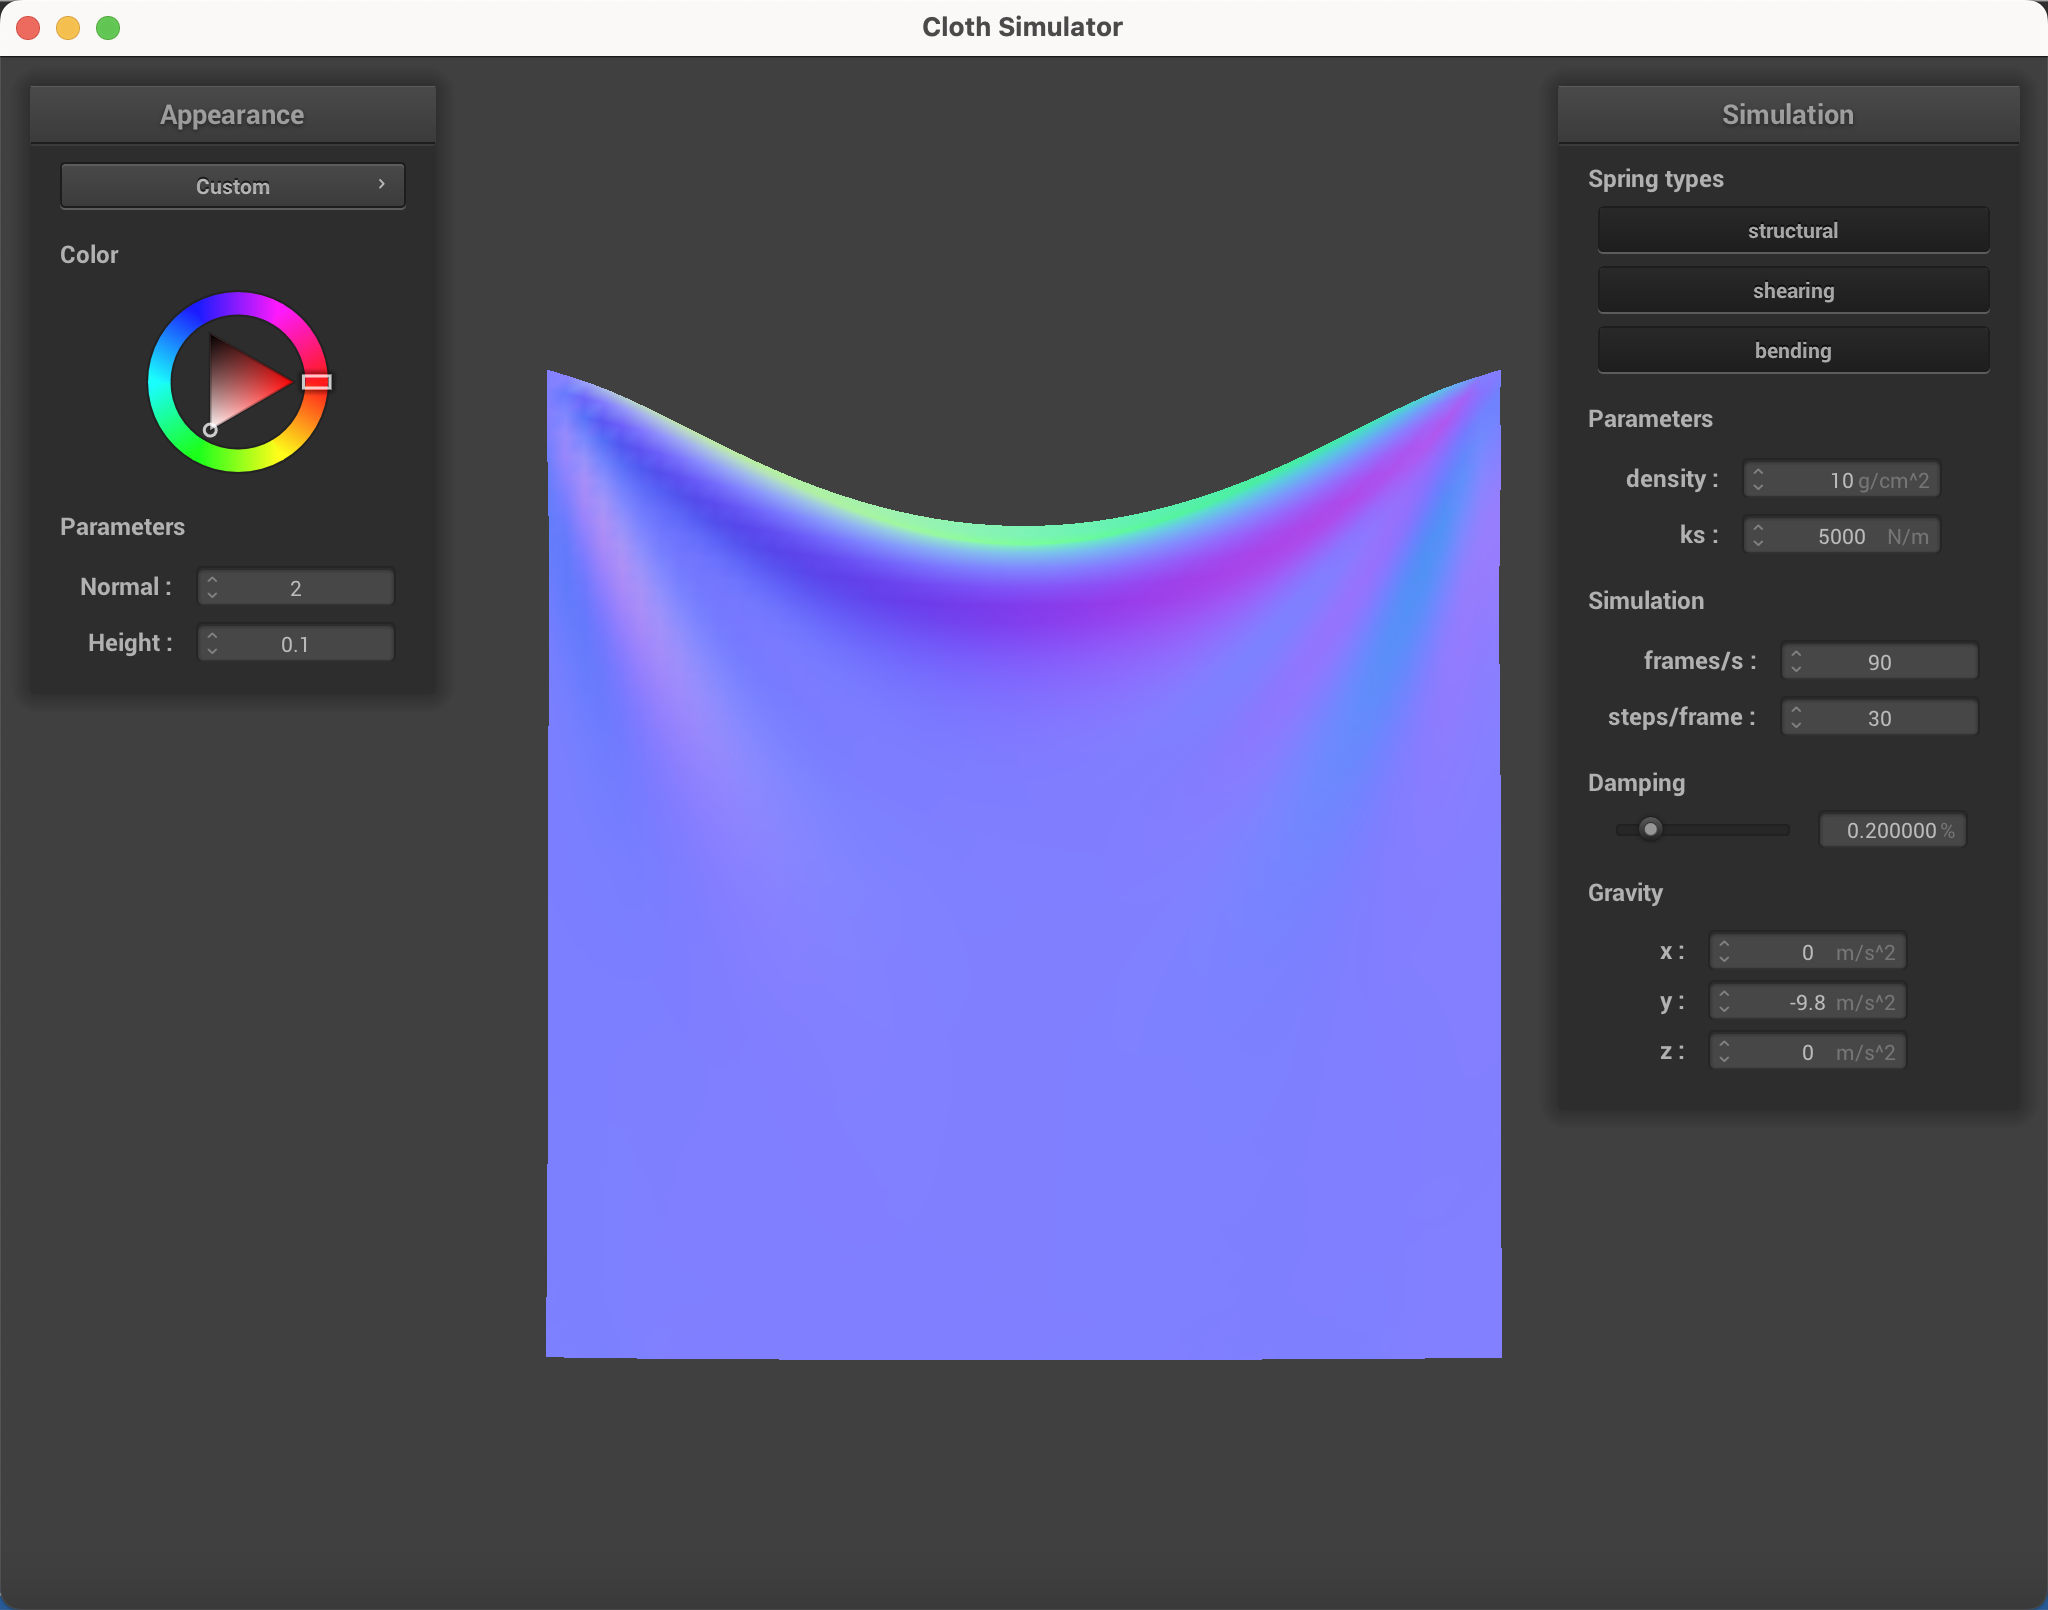 Cloth Simulator
Appearance
Custom
Color
Parameters
Normal : 2
Height : 0.1
Simulation
Spring types
structural
shearing
bending
Parameters
density : 10 g/cm^2
ks : 5000 N/m
Simulation
frames/s : 90
steps/frame : 30
Damping
0.200000 %
Gravity
x : 0 m/s^2
y : -9.8 m/s^2
z : 0 m/s^2